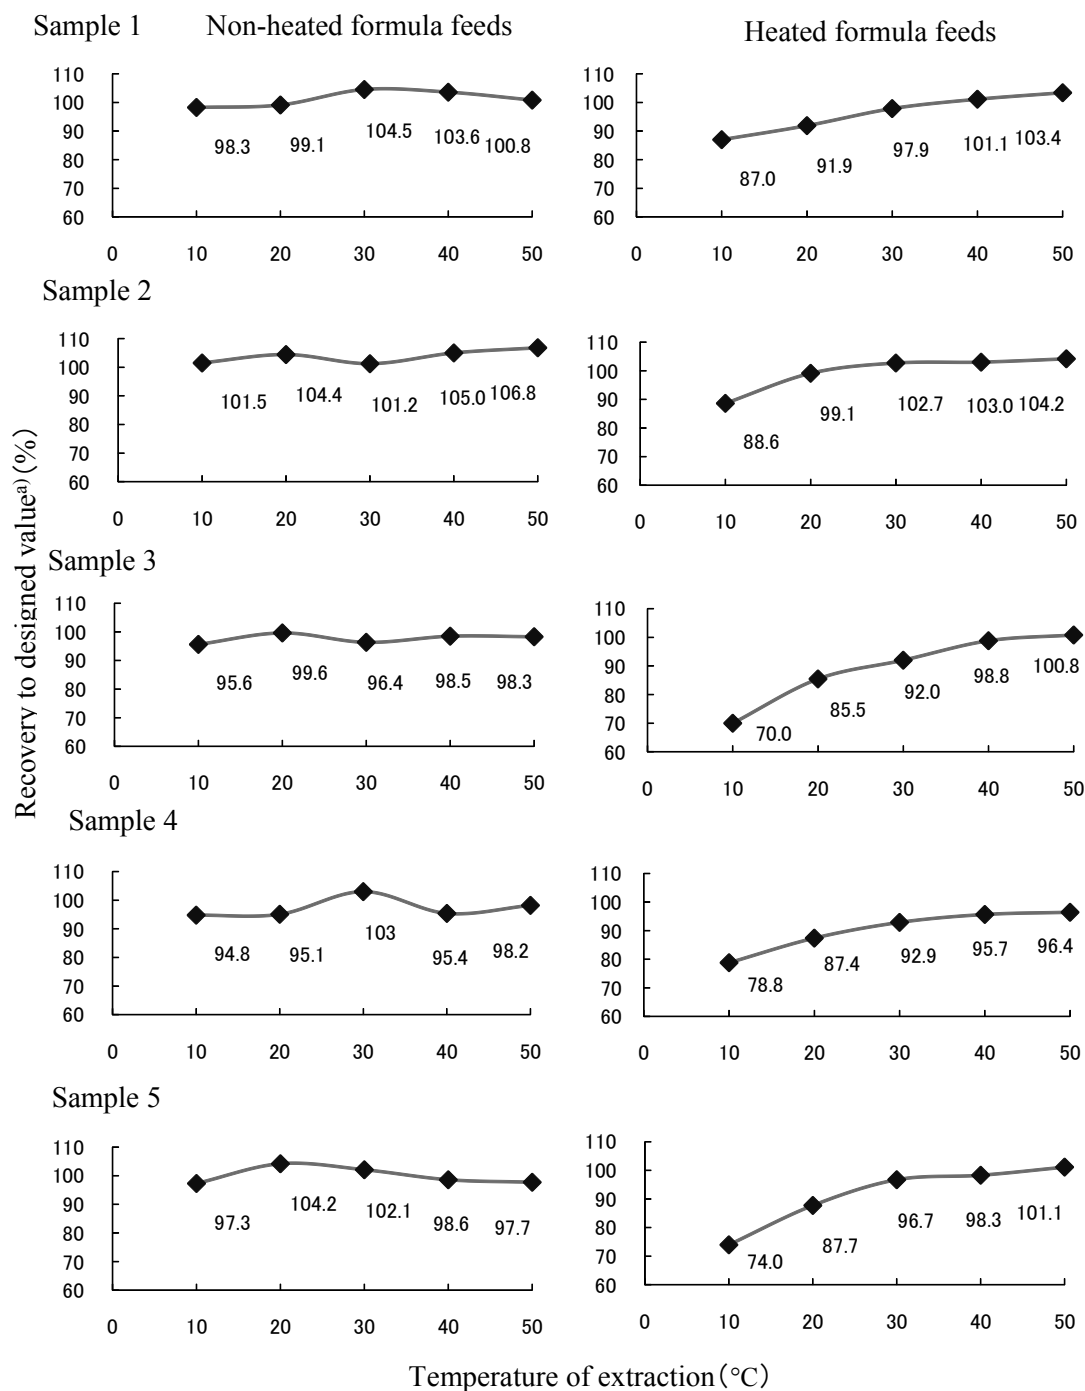 Sample 1
Non-heated formula feeds
Heated formula feeds
110
100
90
80
70
60
98.3 99.1 104.5 103.6 100.8
0 10 20 30 40 50
110
100
90
80
70
60
87.0 91.9 97.9 101.1 103.4
0 10 20 30 40 50
Sample 2
110
100
90
80
70
60
101.5 104.4 101.2 105.0 106.8
0 10 20 30 40 50
110
100
90
80
70
60
88.6 99.1 102.7 103.0 104.2
0 10 20 30 40 50
Recovery to designed value a) (%)
Sample 3
110
100
90
80
70
60
95.6 99.6 96.4 98.5 98.3
0 10 20 30 40 50
110
100
90
80
70
60
70.0 85.5 92.0 98.8 100.8
0 10 20 30 40 50
Sample 4
110
100
90
80
70
60
94.8 95.1 103 95.4 98.2
0 10 20 30 40 50
110
100
90
80
70
60
78.8 87.4 92.9 95.7 96.4
0 10 20 30 40 50
Sample 5
110
100
90
80
70
60
97.3 104.2 102.1 98.6 97.7
0 10 20 30 40 50
110
100
90
80
70
60
74.0 87.7 96.7 98.3 101.1
0 10 20 30 40 50
Temperature of extraction (°C)